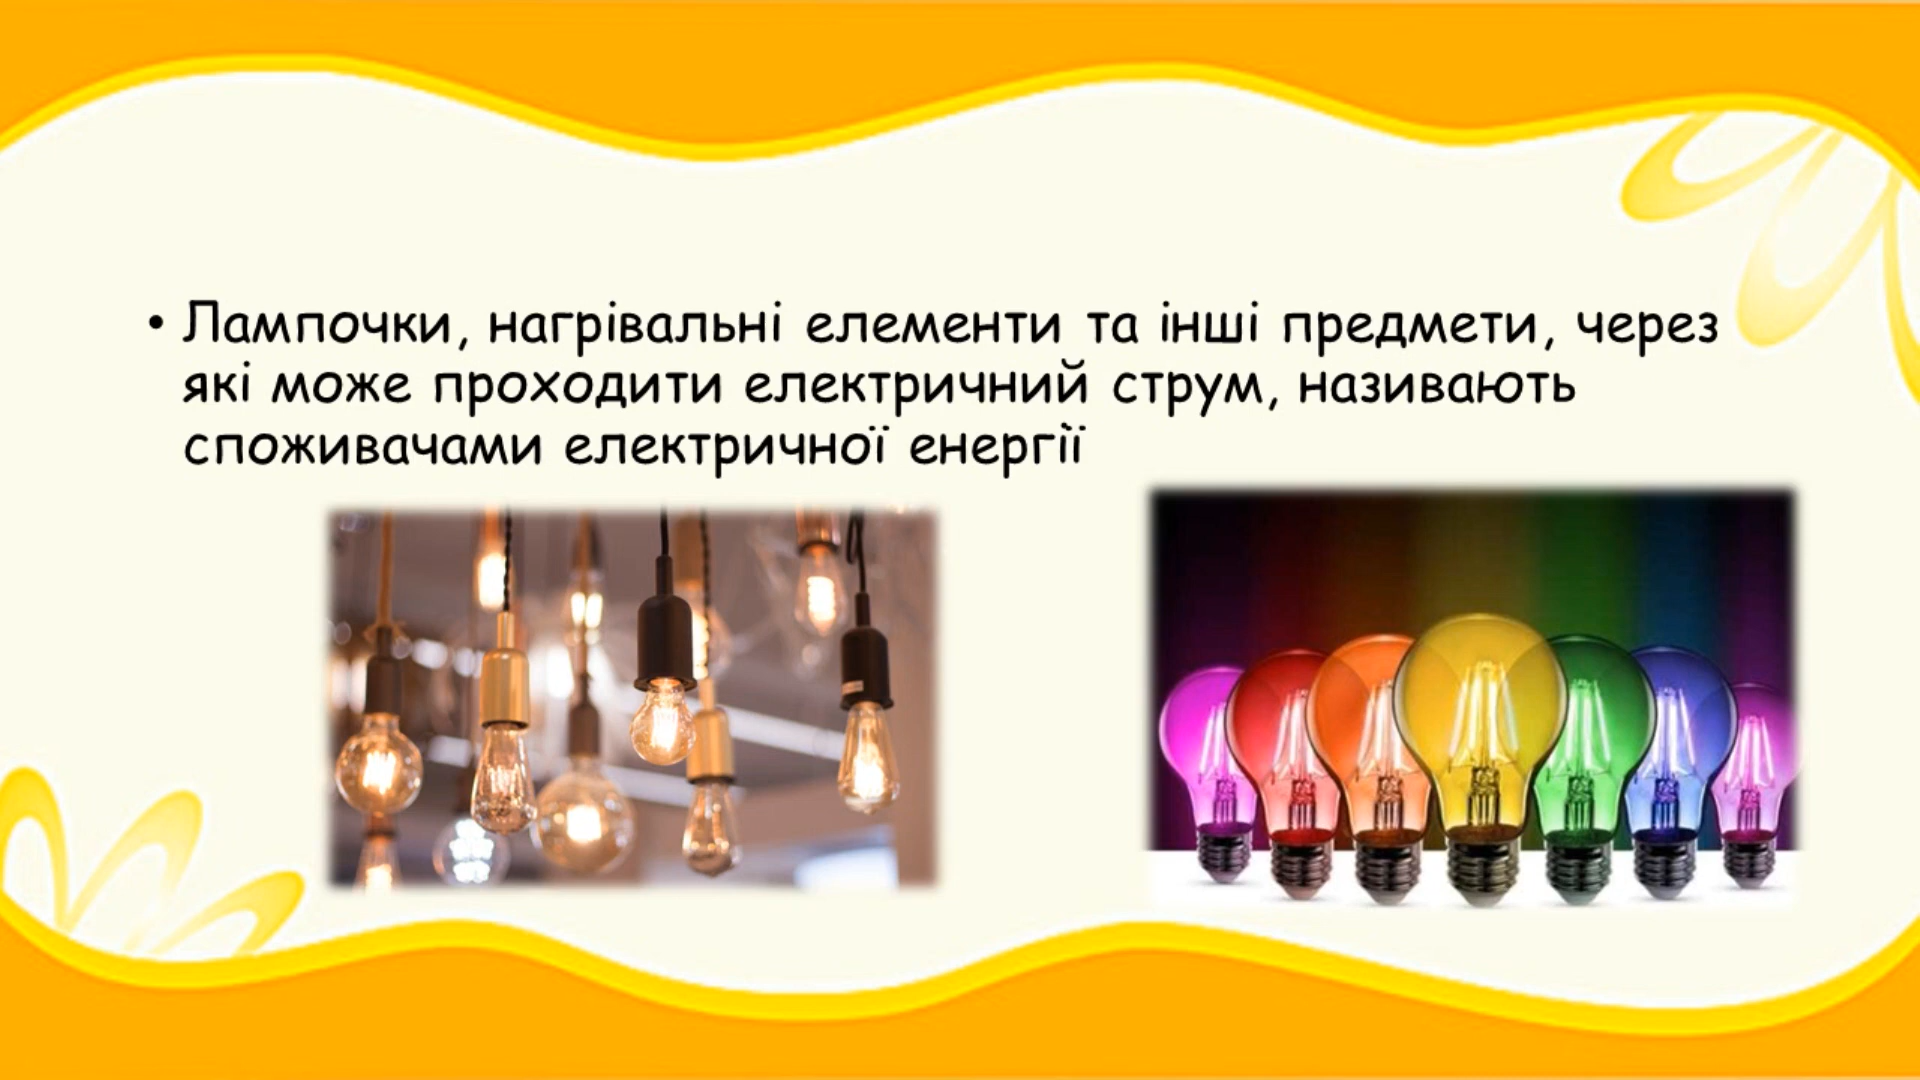 • Лампочки, нагрівальні елементи та інші предмети, через
які може проходити електричний струм, називають
споживачами електричної енергії